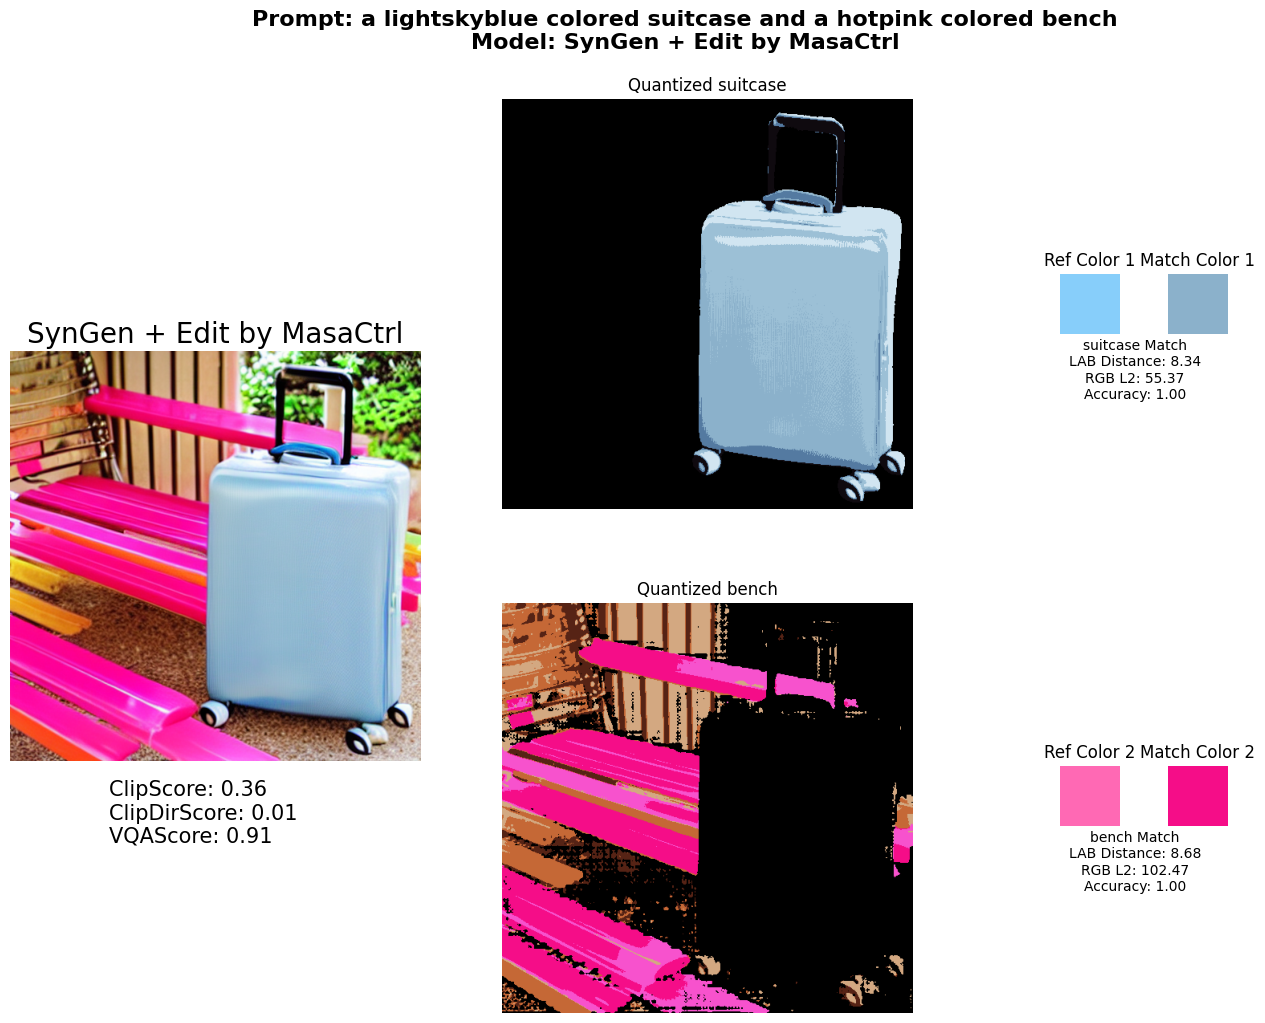 Prompt: a lightskyblue colored suitcase and a hotpink colored bench
Model: SynGen + Edit by MasaCtrl
SynGen + Edit by MasaCtrl
ClipScore: 0.36
ClipDirScore: 0.01
VQAScore: 0.91
Quantized suitcase
Ref Color 1 Match Color 1
suitcase Match
LAB Distance: 8.34
RGB L2: 55.37
Accuracy: 1.00
Quantized bench
Ref Color 2 Match Color 2
bench Match
LAB Distance: 8.68
RGB L2: 102.47
Accuracy: 1.00